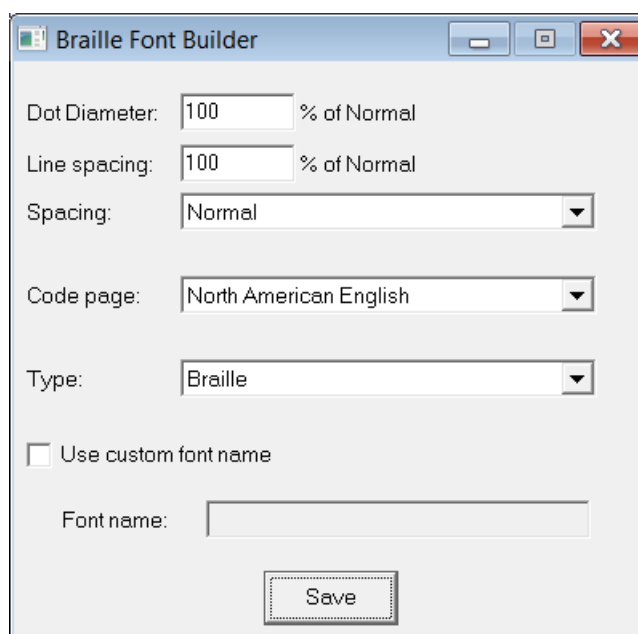 Braille Font Builder
Dot Diameter: 100 % of Normal
Line spacing: 100 % of Normal
Spacing: Normal
Code page: North American English
Type: Braille
Use custom font name
Font name:
Save